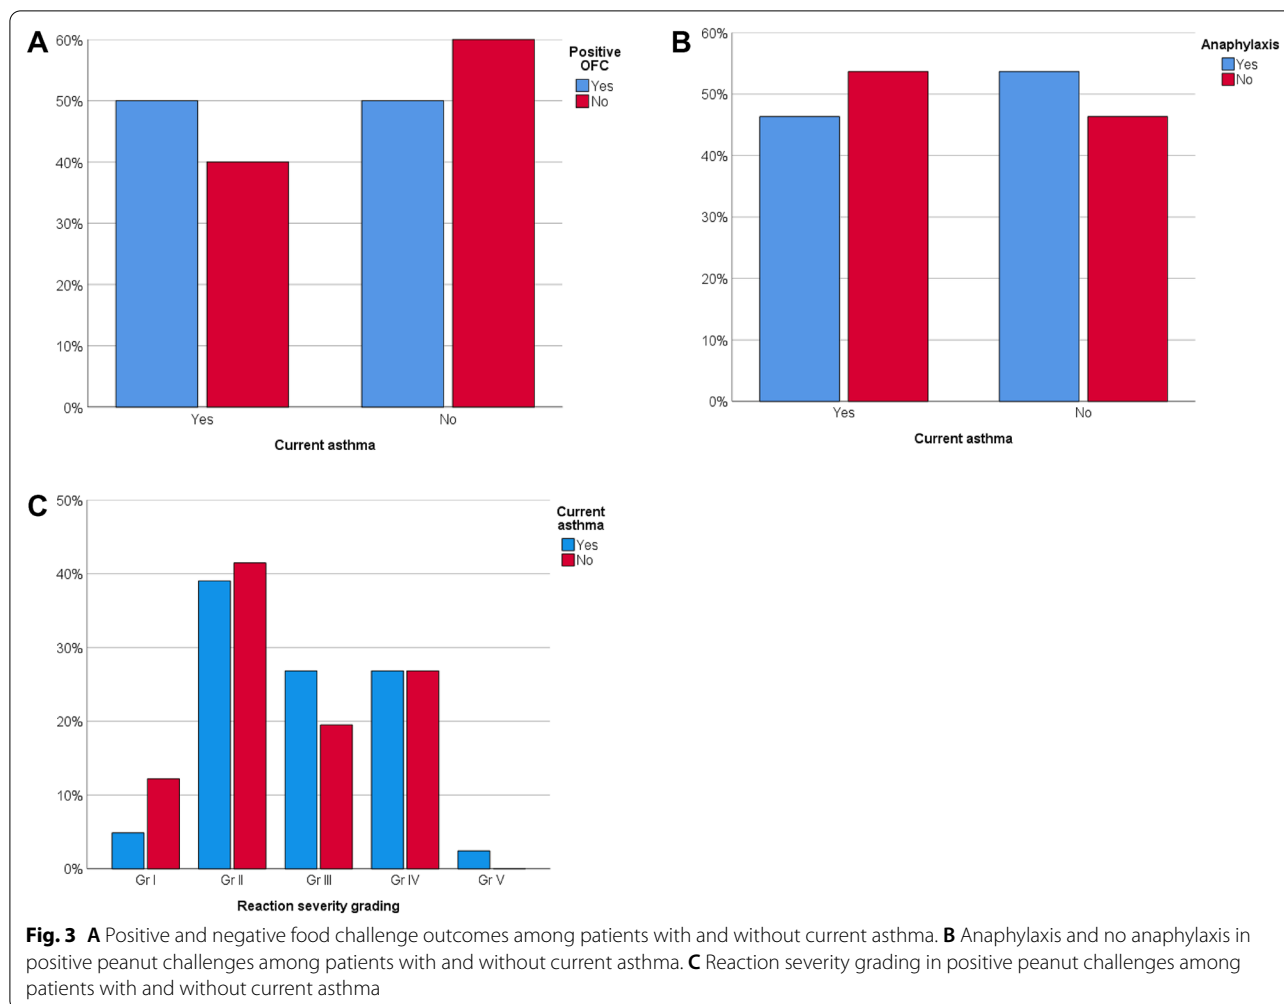 A
Positive
OFC
Yes
No
60%
50%
40%
30%
20%
10%
0%
Yes
No
Current asthma
B
Anaphylaxis
Yes
No
60%
50%
40%
30%
20%
10%
0%
Yes
No
Current asthma
C
Current
asthma
Yes
No
50%
40%
30%
20%
10%
0%
Gr I
Gr II
Gr III
Gr IV
Gr V
Reaction severity grading
Fig. 3 A Positive and negative food challenge outcomes among patients with and without current asthma. B Anaphylaxis and no anaphylaxis in
positive peanut challenges among patients with and without current asthma. C Reaction severity grading in positive peanut challenges among
patients with and without current asthma